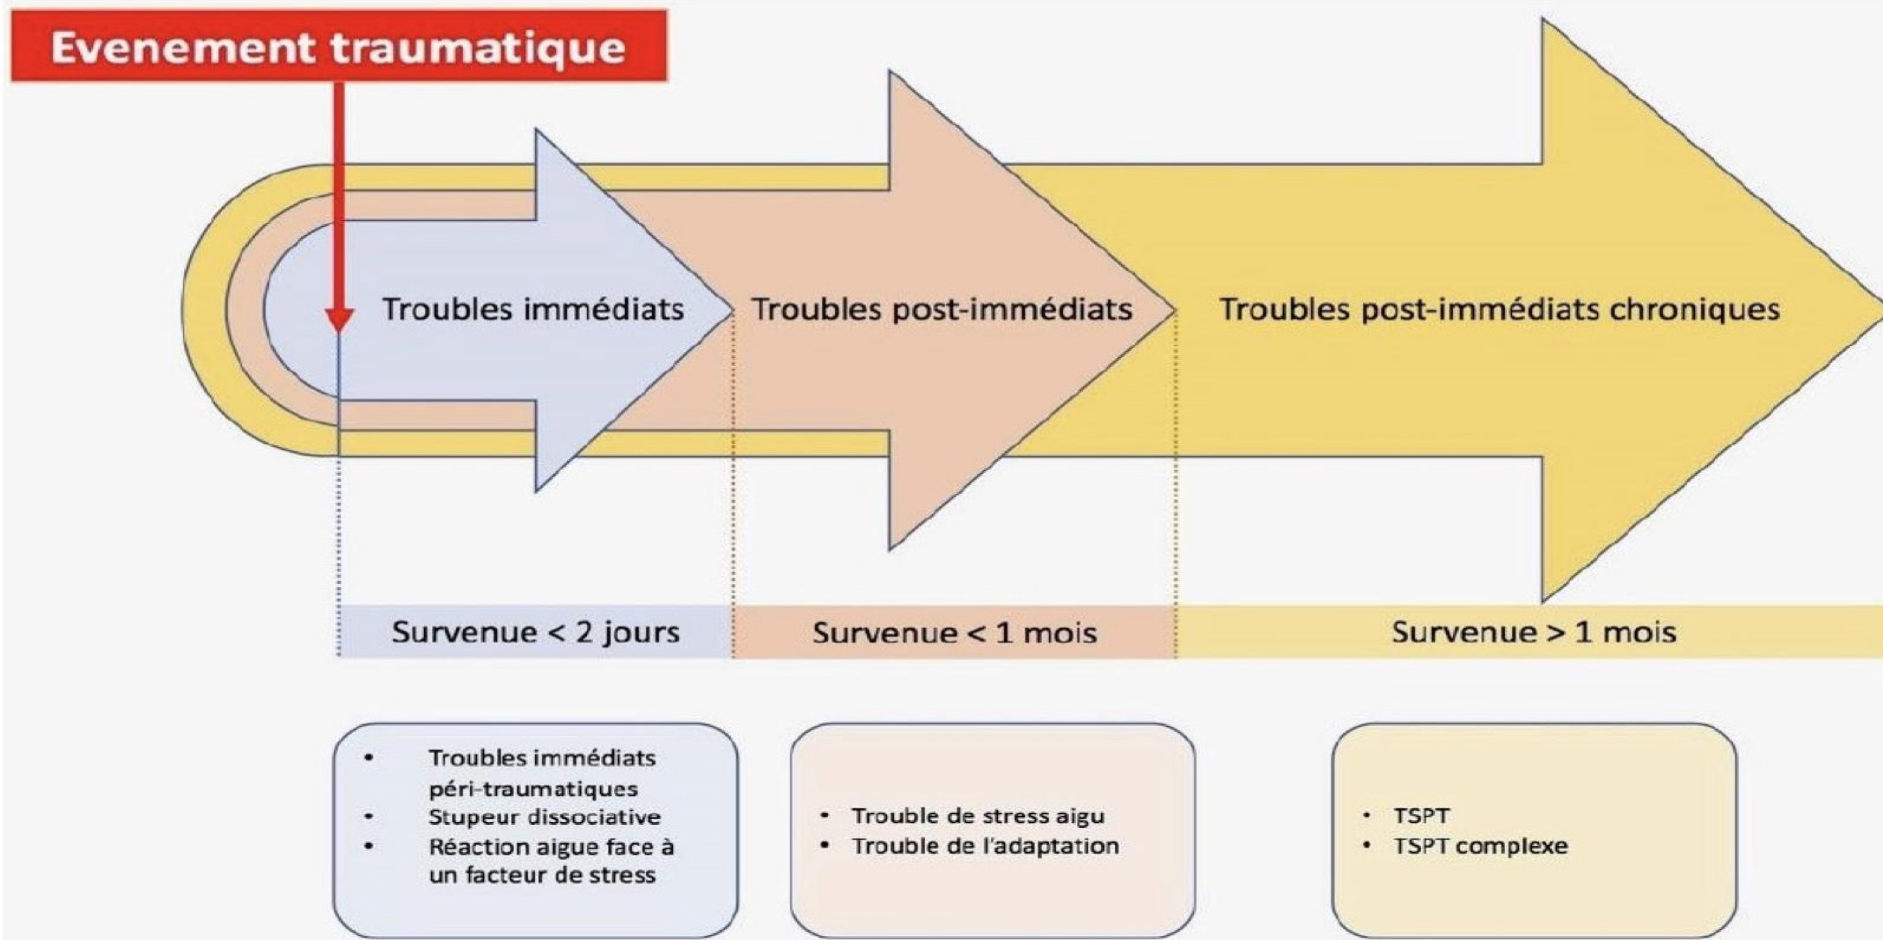 Evenement traumatique
Troubles immédiats
Troubles post-immédiats
Troubles post-immédiats chroniques
Survenue < 2 jours
Survenue < 1 mois
Survenue > 1 mois
• Troubles immédiats
péri-traumatiques
• Stupeur dissociative
• Réaction aigue face à
un facteur de stress
• Trouble de stress aigu
• Trouble de l'adaptation
• TSPT
• TSPT complexe